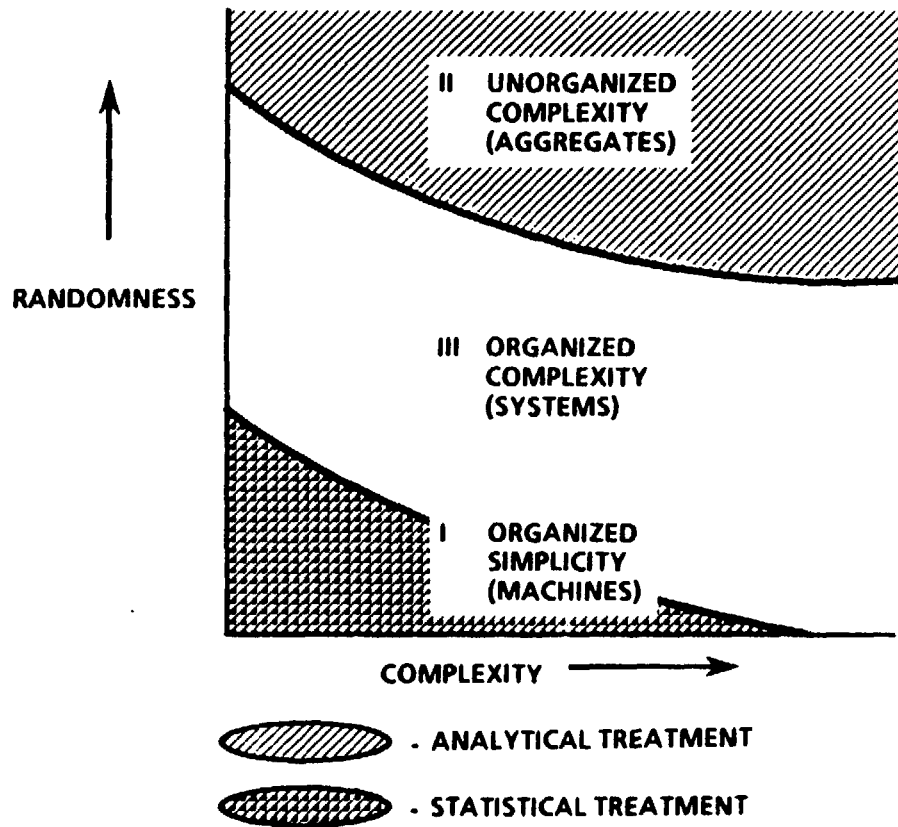 II UNORGANIZED
COMPLEXITY
(AGGREGATES)
RANDOMNESS
III ORGANIZED
COMPLEXITY
(SYSTEMS)
I ORGANIZED
SIMPLICITY
(MACHINES)
COMPLEXITY
- ANALYTICAL TREATMENT
- STATISTICAL TREATMENT